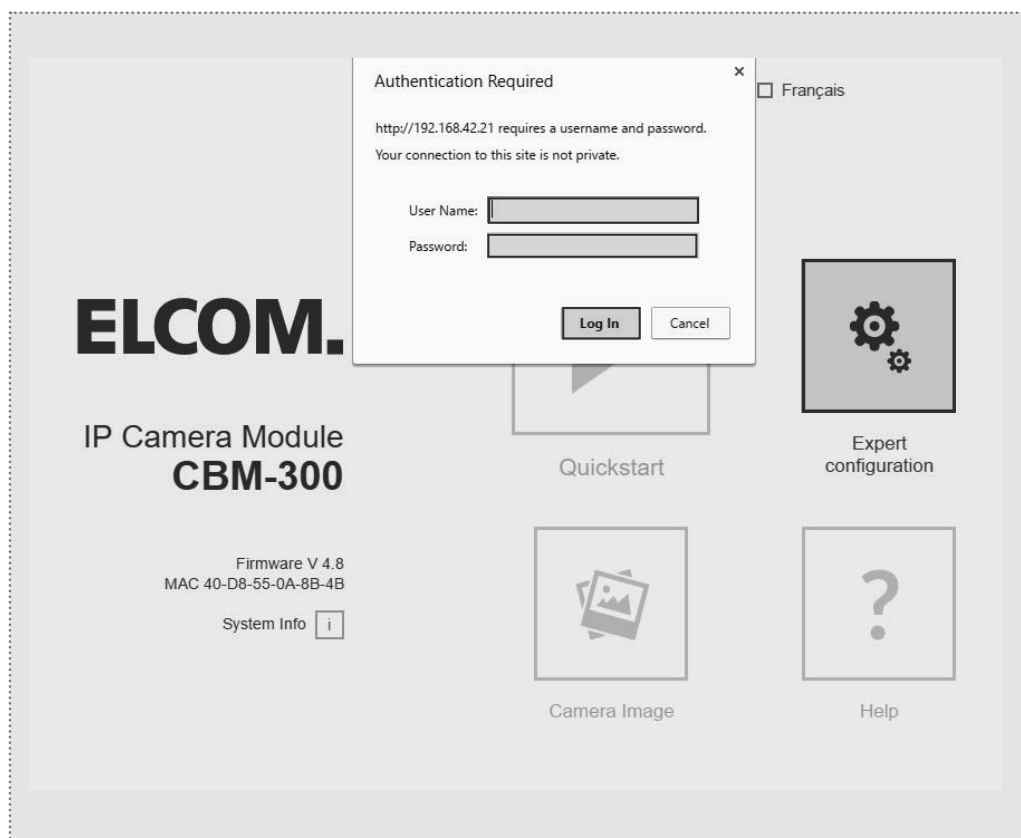 Authentication Required
×
Français
http://192.168.42.21 requires a username and password.
Your connection to this site is not private.
User Name:
Password:
Log In
Cancel
ELCOM.
IP Camera Module
CBM-300
Firmware V 4.8
MAC 40-D8-55-0A-8B-4B
System Info i
Quickstart
Expert
configuration
Camera Image
?
Help